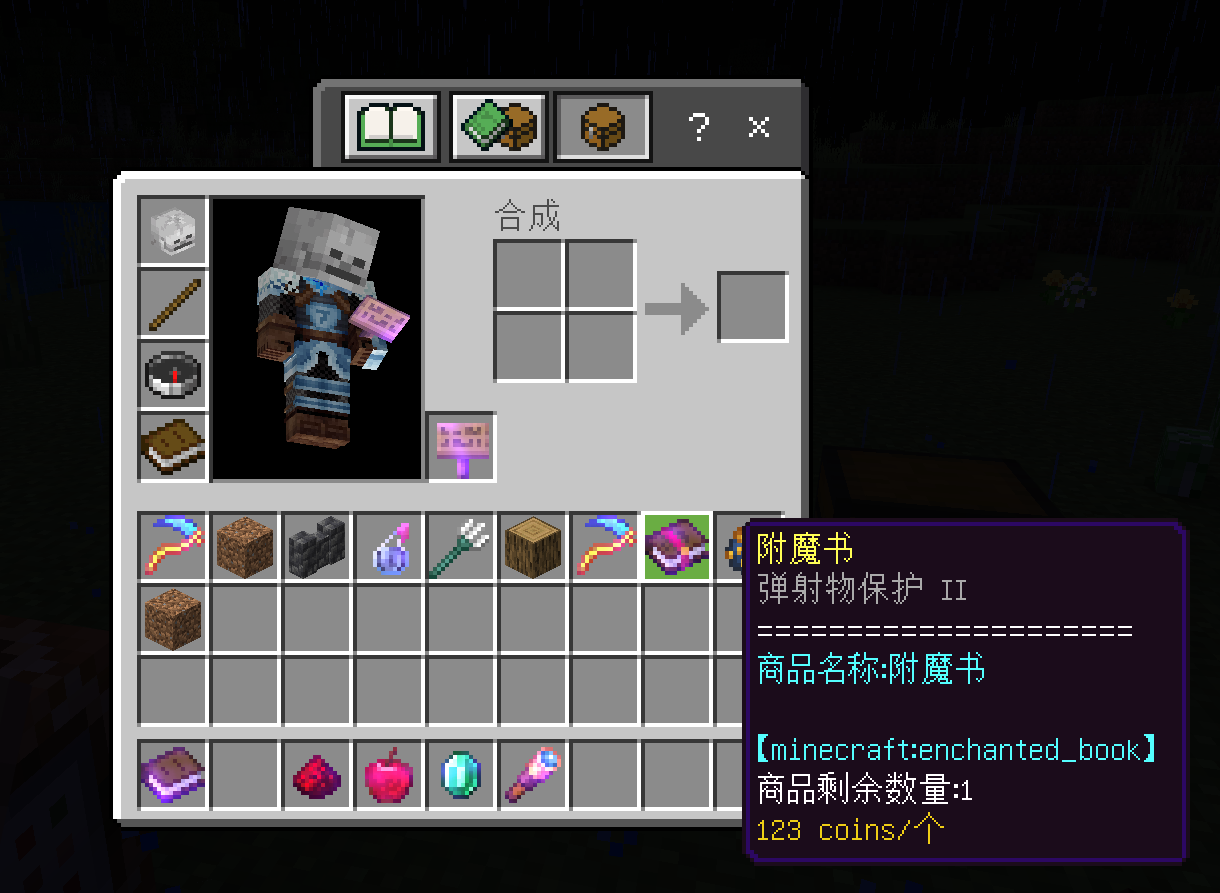 ? ×
合成
附魔书
弹射物保护 II
=====================
商品名称:附魔书
【minecraft:enchanted_book】
商品剩余数量:1
123 coins/个